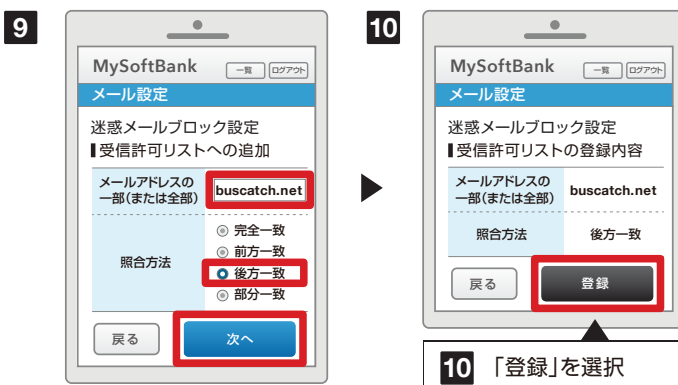 9
MySoftBank 一覧 ログアウト
メール設定
迷惑メールブロック設定
受信許可リストへの追加
メールアドレスの
一部(または全部)
buscatch.net
照合方法
完全一致
前方一致
後方一致
部分一致
戻る 次へ
10
MySoftBank 一覧 ログアウト
メール設定
迷惑メールブロック設定
受信許可リストの登録内容
メールアドレスの
一部(または全部)
buscatch.net
照合方法 後方一致
戻る 登録
10 「登録」を選択